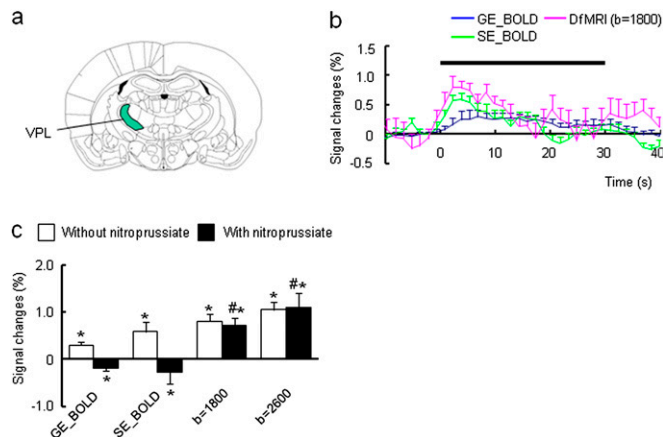 a
VPL
b
GE_BOLD
DfMRI (b=1800)
SE_BOLD
Signal changes (%)
1.5
1.0
0.5
0
-0.5
0
10
20
30
40
Time (s)
c
Without nitroprussiate
With nitroprussiate
Signal changes (%)
2.0
1.0
0
-1.0
*
*
*
*
*
#*
*
#*
GE_BOLD
SE_BOLD
b=1800
b=2600